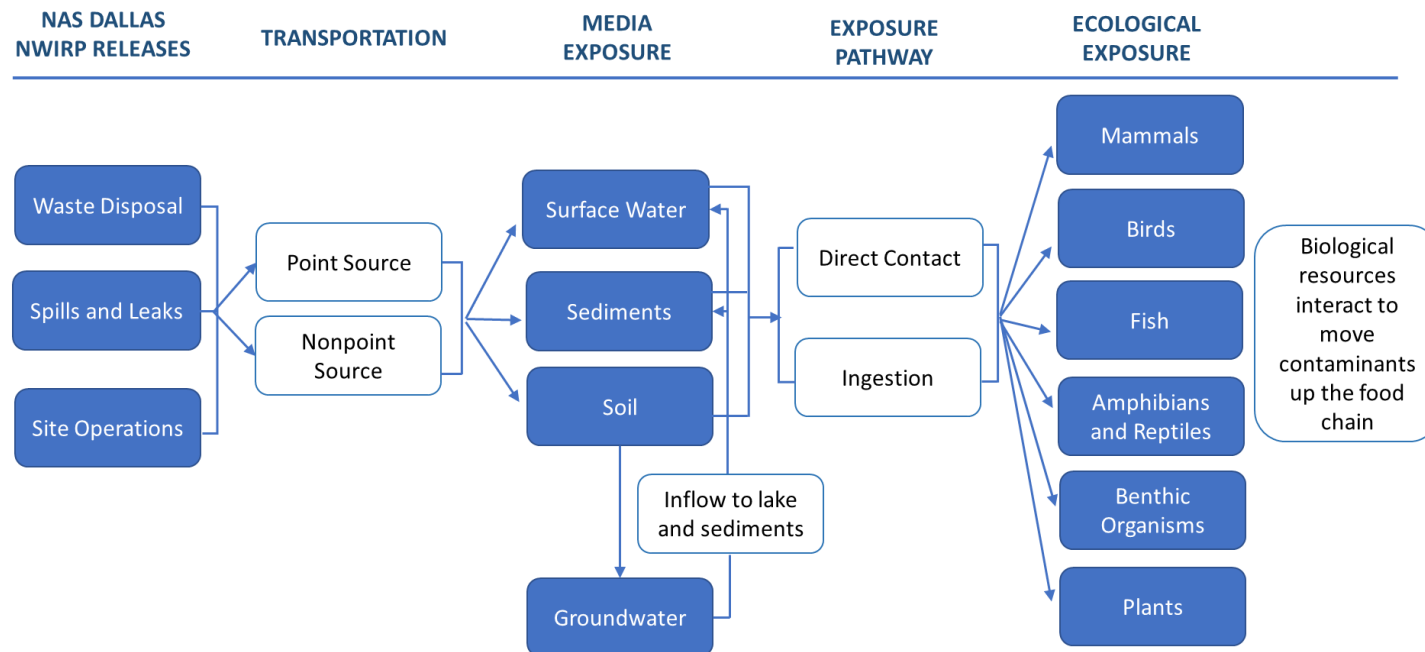 NAS DALLAS
NWIRP RELEASES
TRANSPORTATION
MEDIA
EXPOSURE
EXPOSURE
PATHWAY
ECOLOGICAL
EXPOSURE
Waste Disposal
Spills and Leaks
Site Operations
Point Source
Nonpoint
Source
Surface Water
Sediments
Soil
Inflow to lake
and sediments
Groundwater
Direct Contact
Ingestion
Mammals
Birds
Fish
Amphibians
and Reptiles
Benthic
Organisms
Plants
Biological
resources
interact to
move
contaminants
up the food
chain